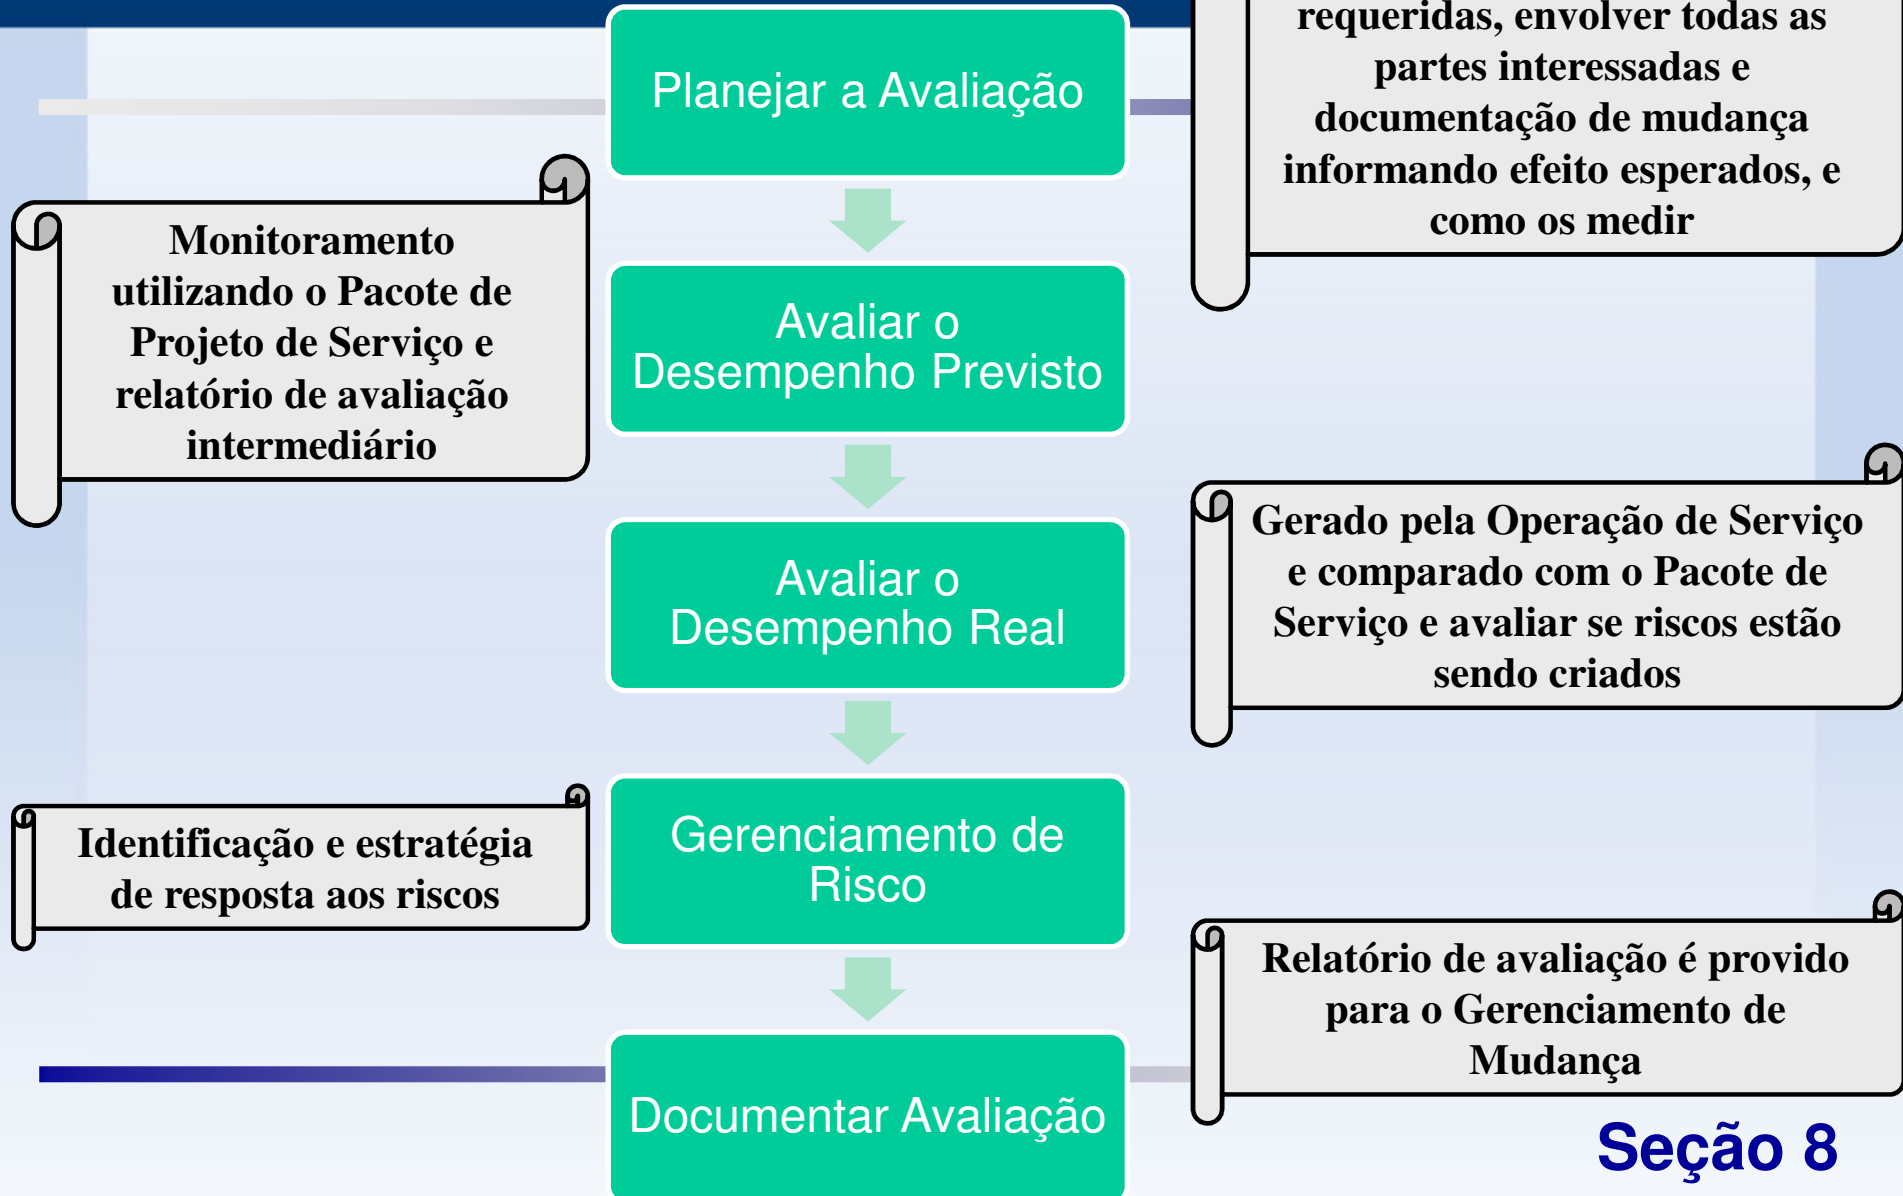 requeridas, envolver todas as
partes interessadas e
documentação de mudança
informando efeito esperados, e
como os medir
Planejar a Avaliação
Monitoramento
utilizando o Pacote de
Projeto de Serviço e
relatório de avaliação
intermediário
Avaliar o
Desempenho Previsto
Avaliar o
Desempenho Real
Gerado pela Operação de Serviço
e comparado com o Pacote de
Serviço e avaliar se riscos estão
sendo criados
Gerenciamento de
Risco
Identificação e estratégia
de resposta aos riscos
Relatório de avaliação é provido
para o Gerenciamento de
Mudança
Documentar Avaliação
Seção 8